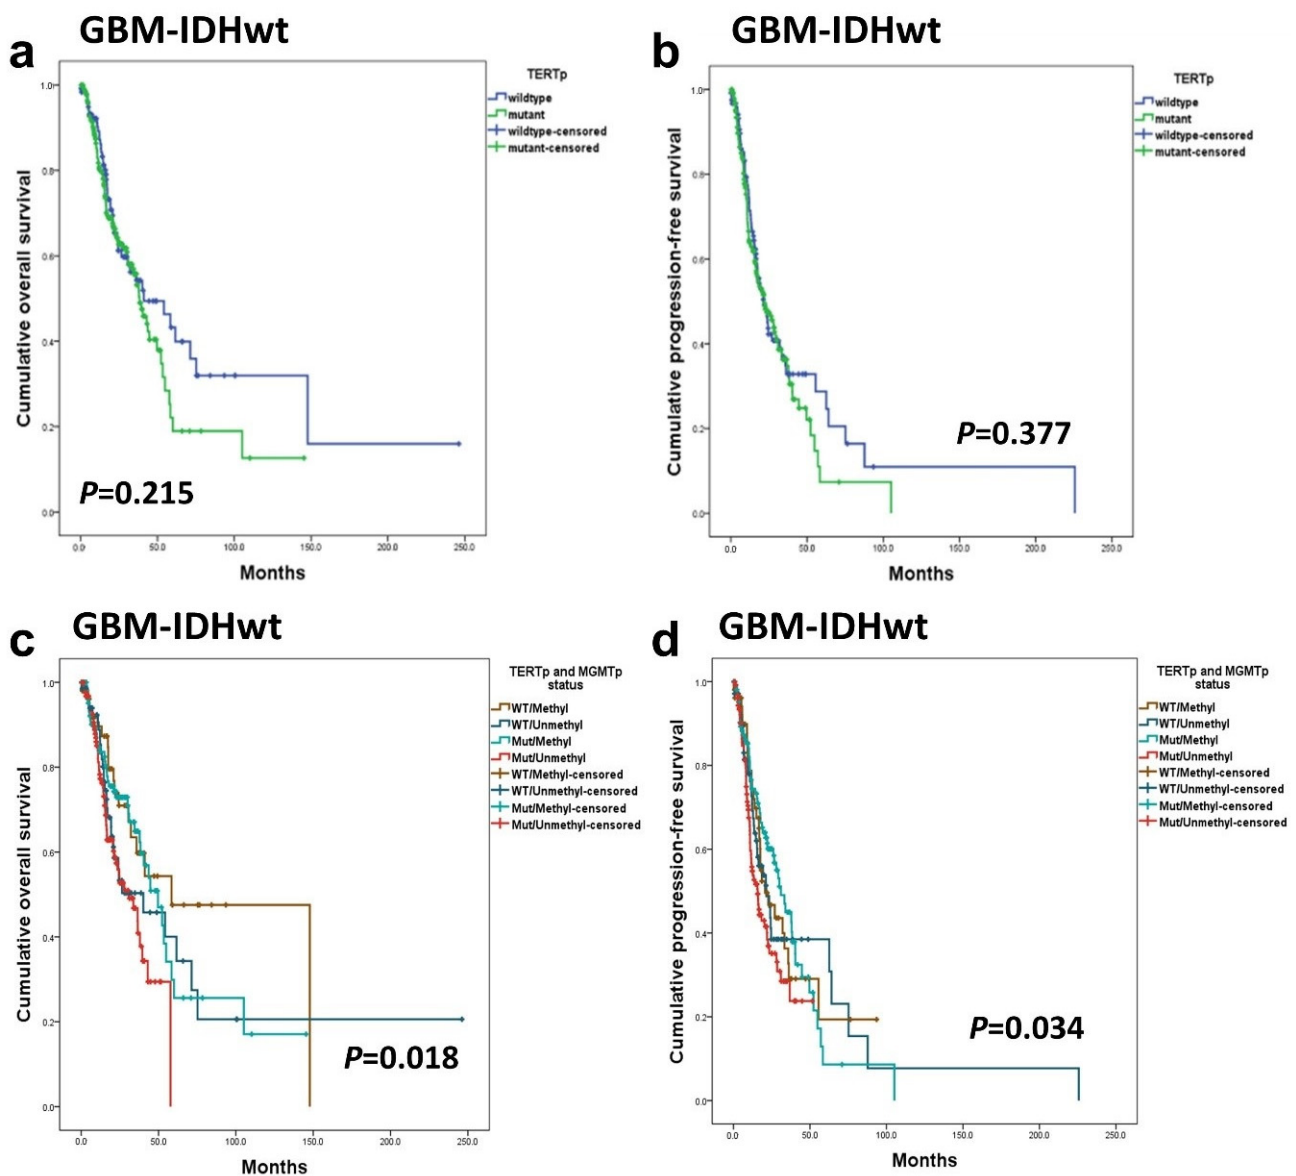 GBM-IDHwt
a
TERTp
wildtype
mutant
wildtype-censored
mutant-censored
Cumulative overall survival
1.0
0.8
0.6
0.4
0.2
0.0
P=0.215
0.0 50.0 100.0 150.0 200.0 250.0
Months
GBM-IDHwt
b
TERTp
wildtype
mutant
wildtype-censored
mutant-censored
Cumulative progression-free survival
1.0
0.8
0.6
0.4
0.2
0.0
P=0.377
0.0 50.0 100.0 150.0 200.0 250.0
Months
GBM-IDHwt
c
TERTp and MGMTp
status
WT/Methyl
WT/Unmethyl
Mut/Methyl
Mut/Unmethyl
WT/Methyl-censored
WT/Unmethyl-censored
Mut/Methyl-censored
Mut/Unmethyl-censored
Cumulative overall survival
1.0
0.8
0.6
0.4
0.2
0.0
P=0.018
0.0 50.0 100.0 150.0 200.0 250.0
Months
GBM-IDHwt
d
TERTp and MGMTp
status
WT/Methyl
WT/Unmethyl
Mut/Methyl
Mut/Unmethyl
WT/Methyl-censored
WT/Unmethyl-censored
Mut/Methyl-censored
Mut/Unmethyl-censored
Cumulative progression-free survival
1.0
0.8
0.6
0.4
0.2
0.0
P=0.034
0.0 50.0 100.0 150.0 200.0 250.0
Months